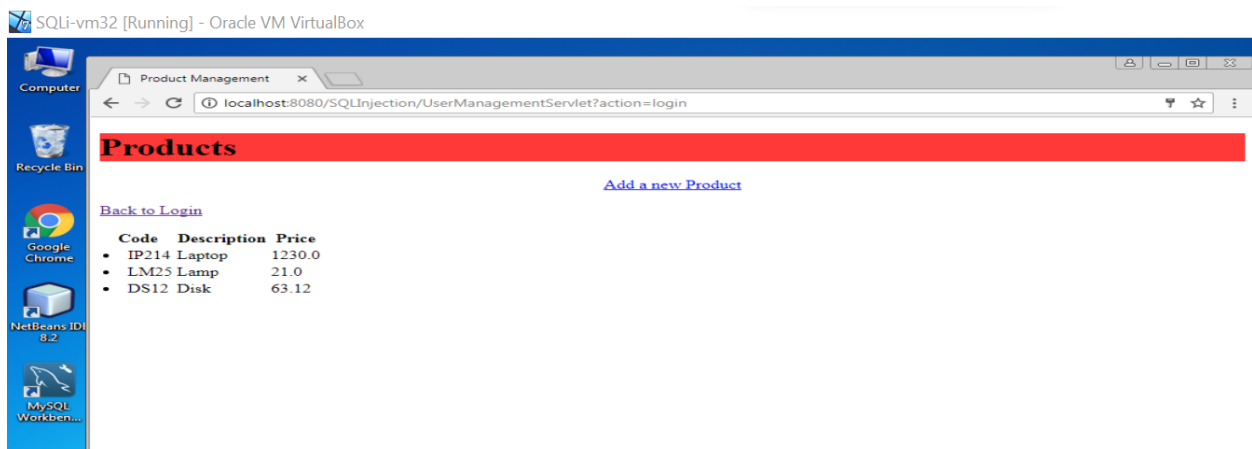 SQLi-vm32 [Running] - Oracle VM VirtualBox
Computer
Product Management
localhost:8080/SQLInjection/UserManagementServlet?action=login
Recycle Bin
Products
Add a new Product
Back to Login
Code Description Price
• IP214 Laptop 1230.0
• LM25 Lamp 21.0
• DS12 Disk 63.12
Google
Chrome
NetBeans IDE
8.2
MySQL
Workben...